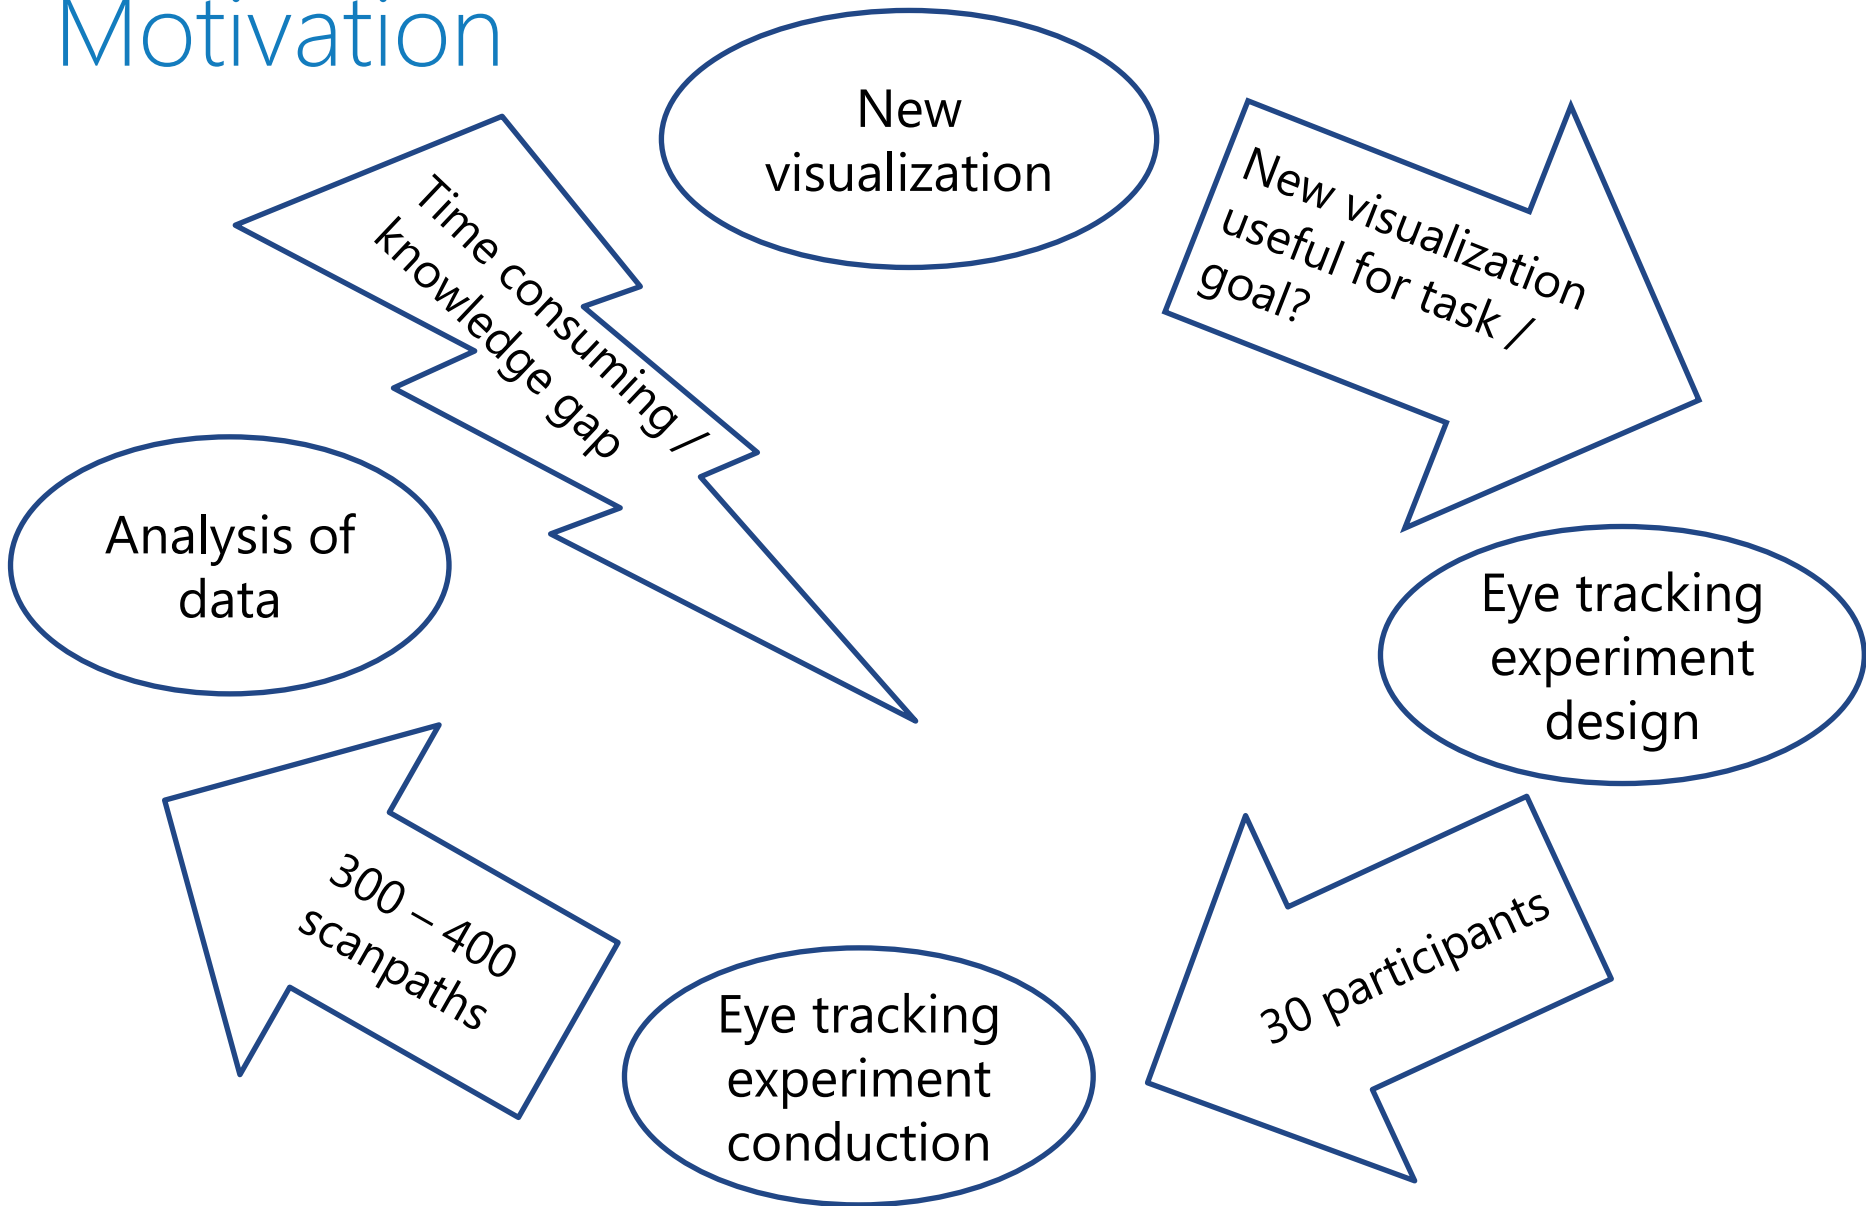 Motivation
New
visualization
New visualization
useful for task /
goal?
Eye tracking
experiment
design
30 participants
Eye tracking
experiment
conduction
300 – 400
scanpaths
Analysis of
data
Time consuming /
knowledge gap